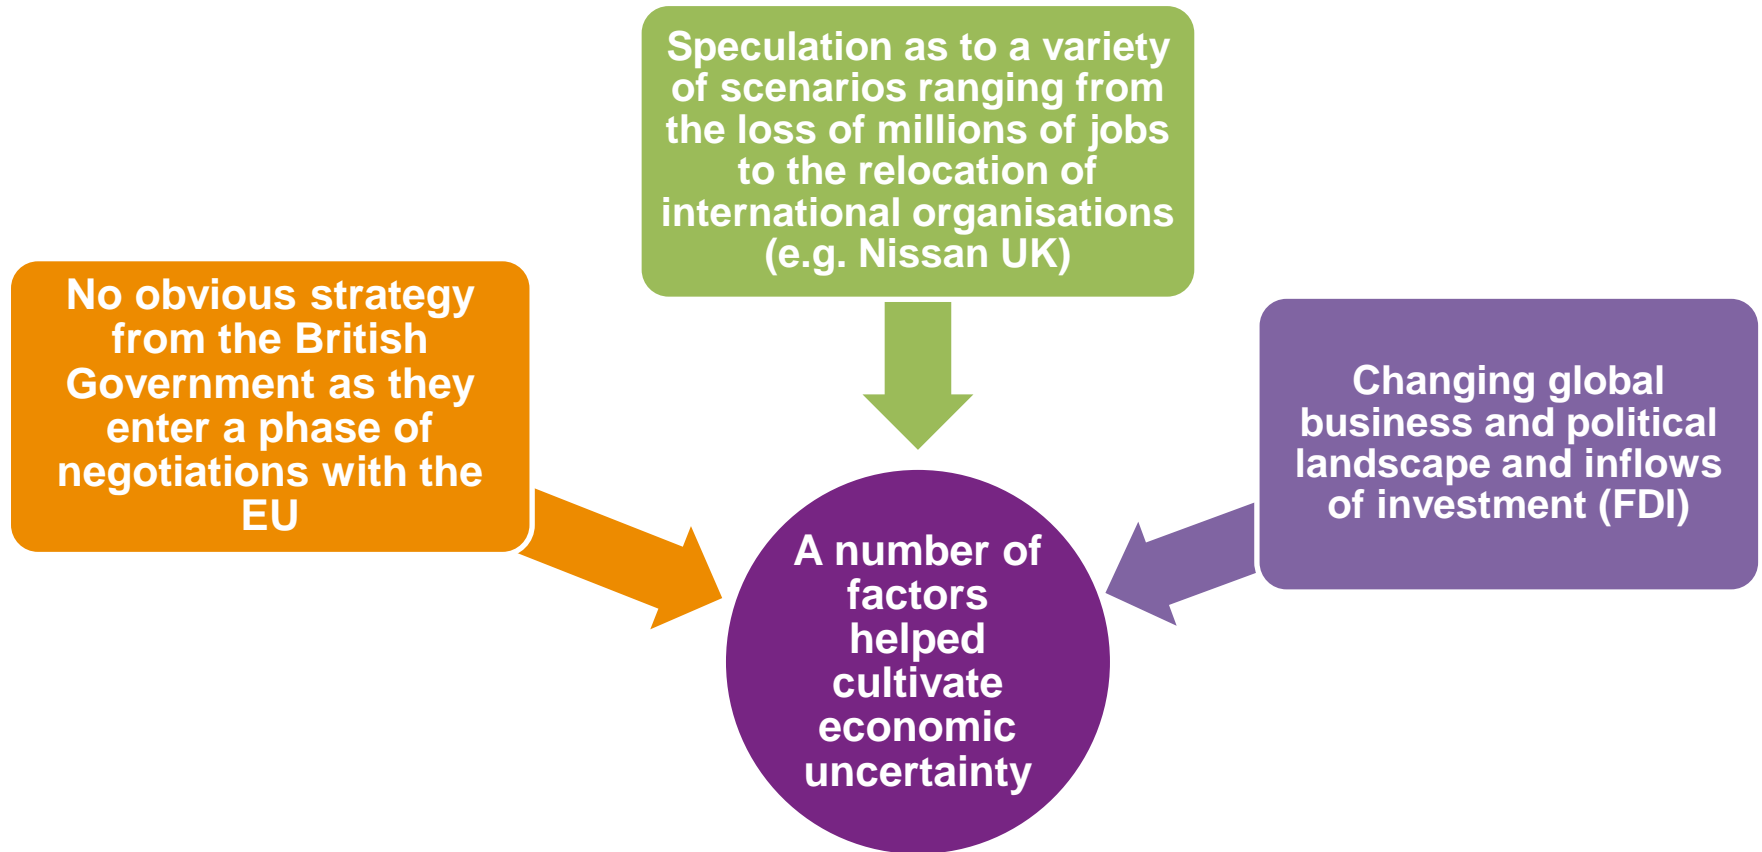 Speculation as to a variety
of scenarios ranging from
the loss of millions of jobs
to the relocation of
international organisations
(e.g. Nissan UK)
No obvious strategy
from the British
Government as they
enter a phase of
negotiations with the
EU
Changing global
business and political
landscape and inflows
of investment (FDI)
A number of
factors
helped
cultivate
economic
uncertainty